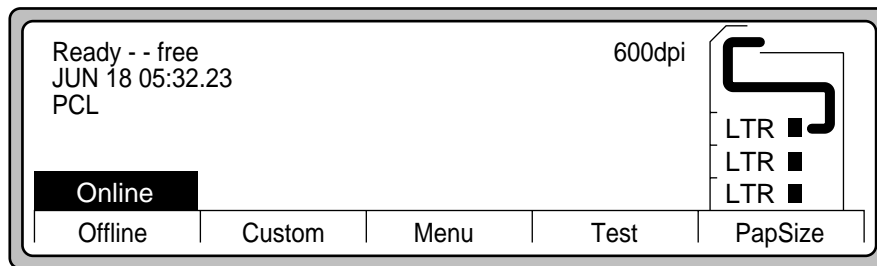 Ready - - free 600dpi
JUN 18 05:32.23
PCL
LTR
LTR
Online LTR
Offline Custom Menu Test PapSize